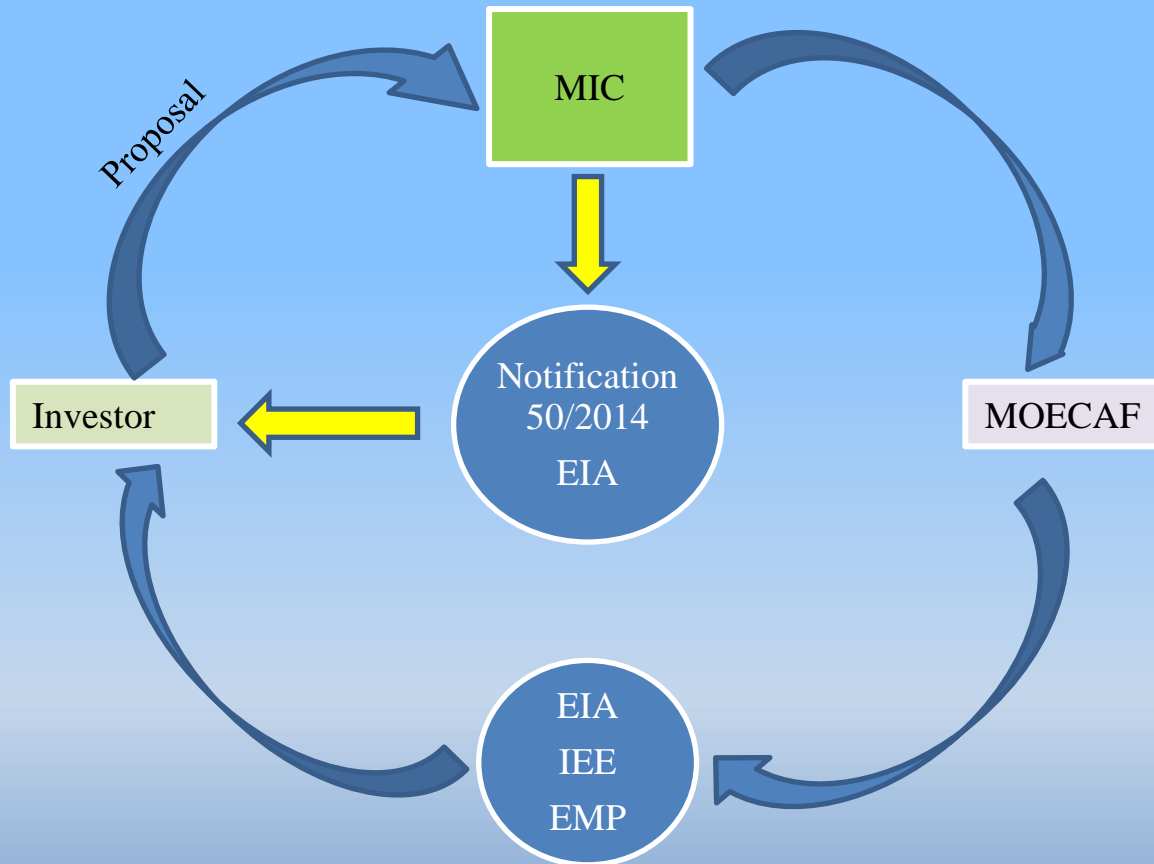 MIC
Proposal
Notification
50/2014
EIA
Investor
MOECAF
EIA
IEE
EMP